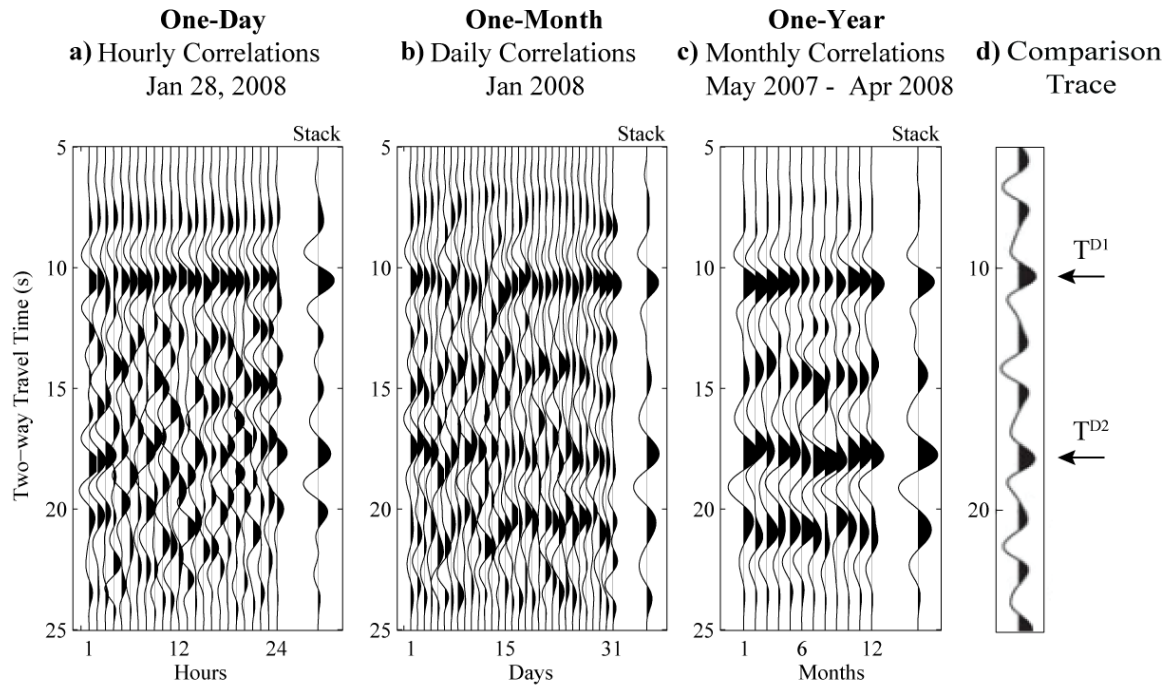 One-Day
a) Hourly Correlations
Jan 28, 2008
One-Month
b) Daily Correlations
Jan 2008
One-Year
c) Monthly Correlations
May 2007 - Apr 2008
d) Comparison
Trace
Two-way Travel Time (s)
Stack
5
10
15
20
25
1
12
24
Hours
Stack
5
10
15
20
25
1
15
31
Days
Stack
5
10
15
20
25
1
6
12
Months
10
20
T^D1
T^D2